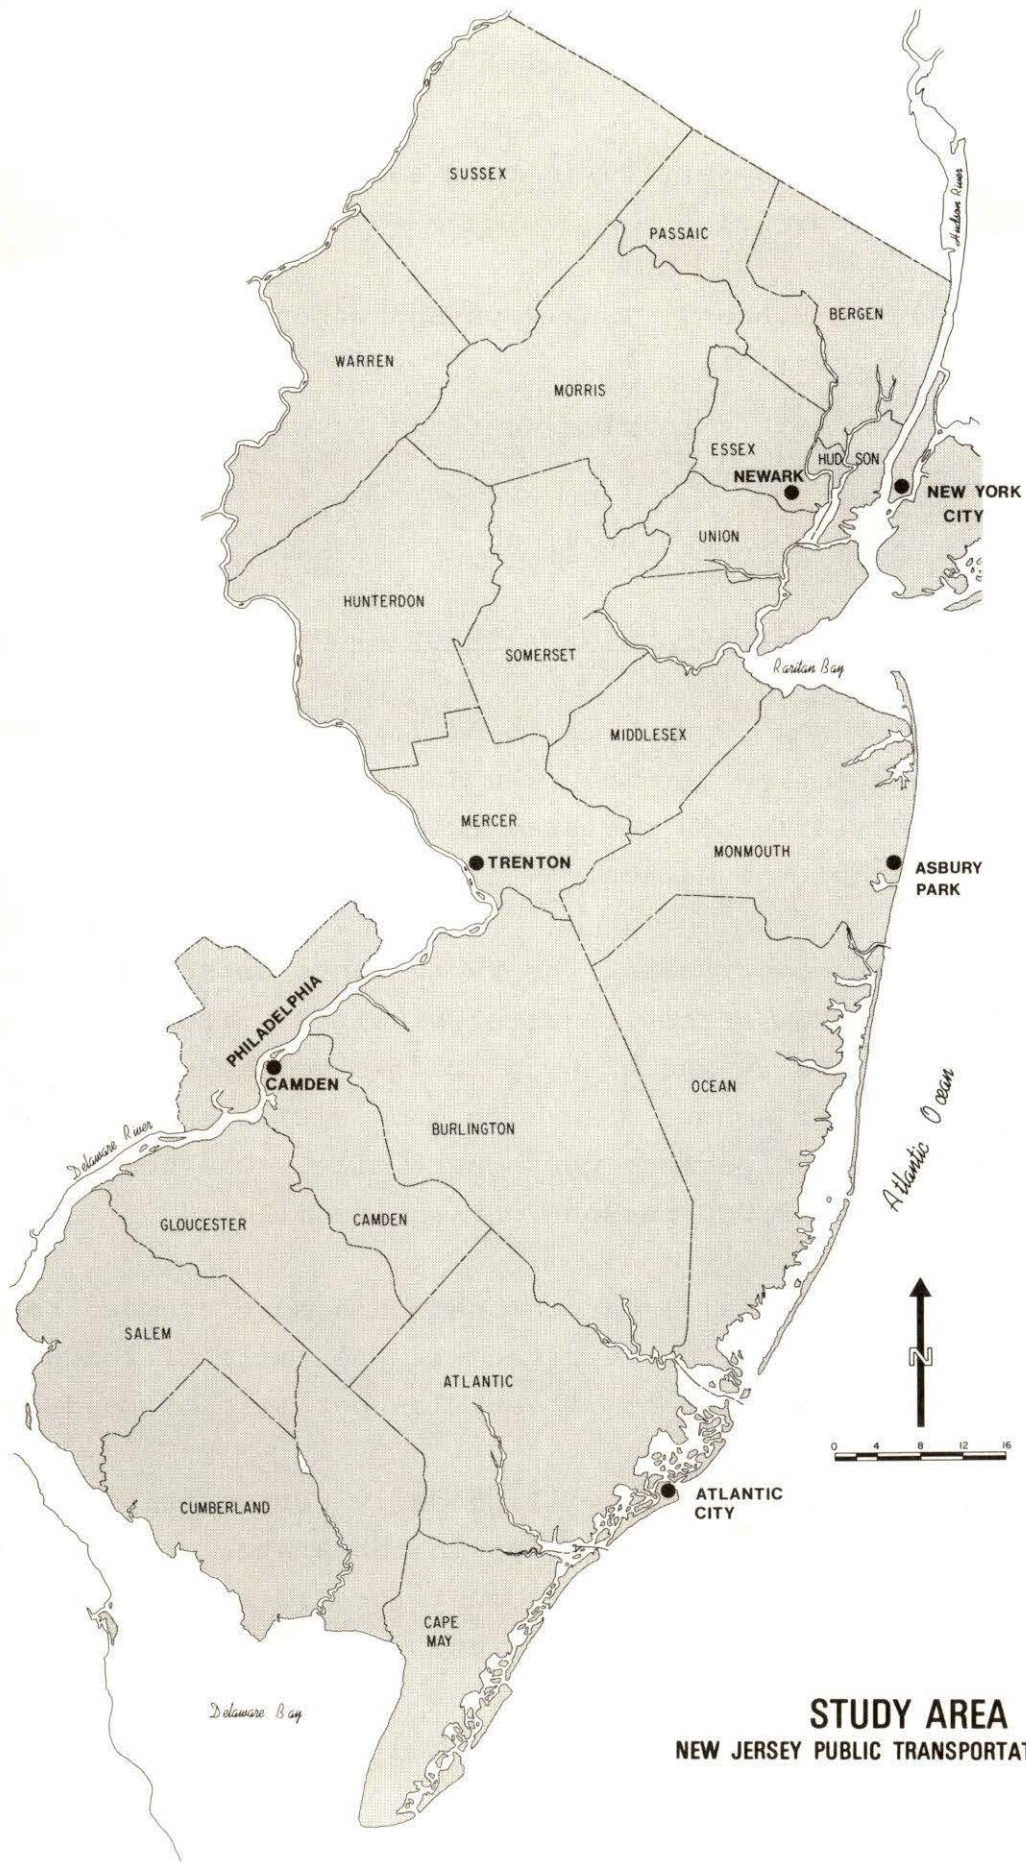 SUSSEX
Hudson River
PASSAIC
BERGEN
WARREN
MORRIS
ESSEX
HUDSON
NEWARK
NEW YORK
CITY
UNION
HUNTERDON
SOMERSET
Raritan Bay
MIDDLESEX
MERCER
TRENTON
MONMOUTH
ASBURY
PARK
PHILADELPHIA
CAMDEN
OCEAN
Atlantic Ocean
BURLINGTON
Delaware River
GLOUCESTER
CAMDEN
SALEM
ATLANTIC
N
0 4 8 12 16
ATLANTIC
CITY
CUMBERLAND
CAPE
MAY
Delaware Bay
STUDY AREA
NEW JERSEY PUBLIC TRANSPORTAT